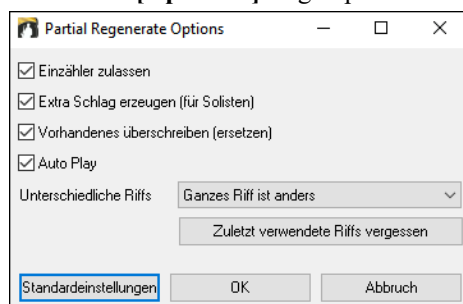 Partial Regenerate Options
Einzähler zulassen
Extra Schlag erzeugen (für Solisten)
Vorhandenes überschreiben (ersetzen)
Auto Play
Unterschiedliche Riffs Ganzes Riff ist anders
Zuletzt verwendete Riffs vergessen
Standardeinstellungen OK Abbruch